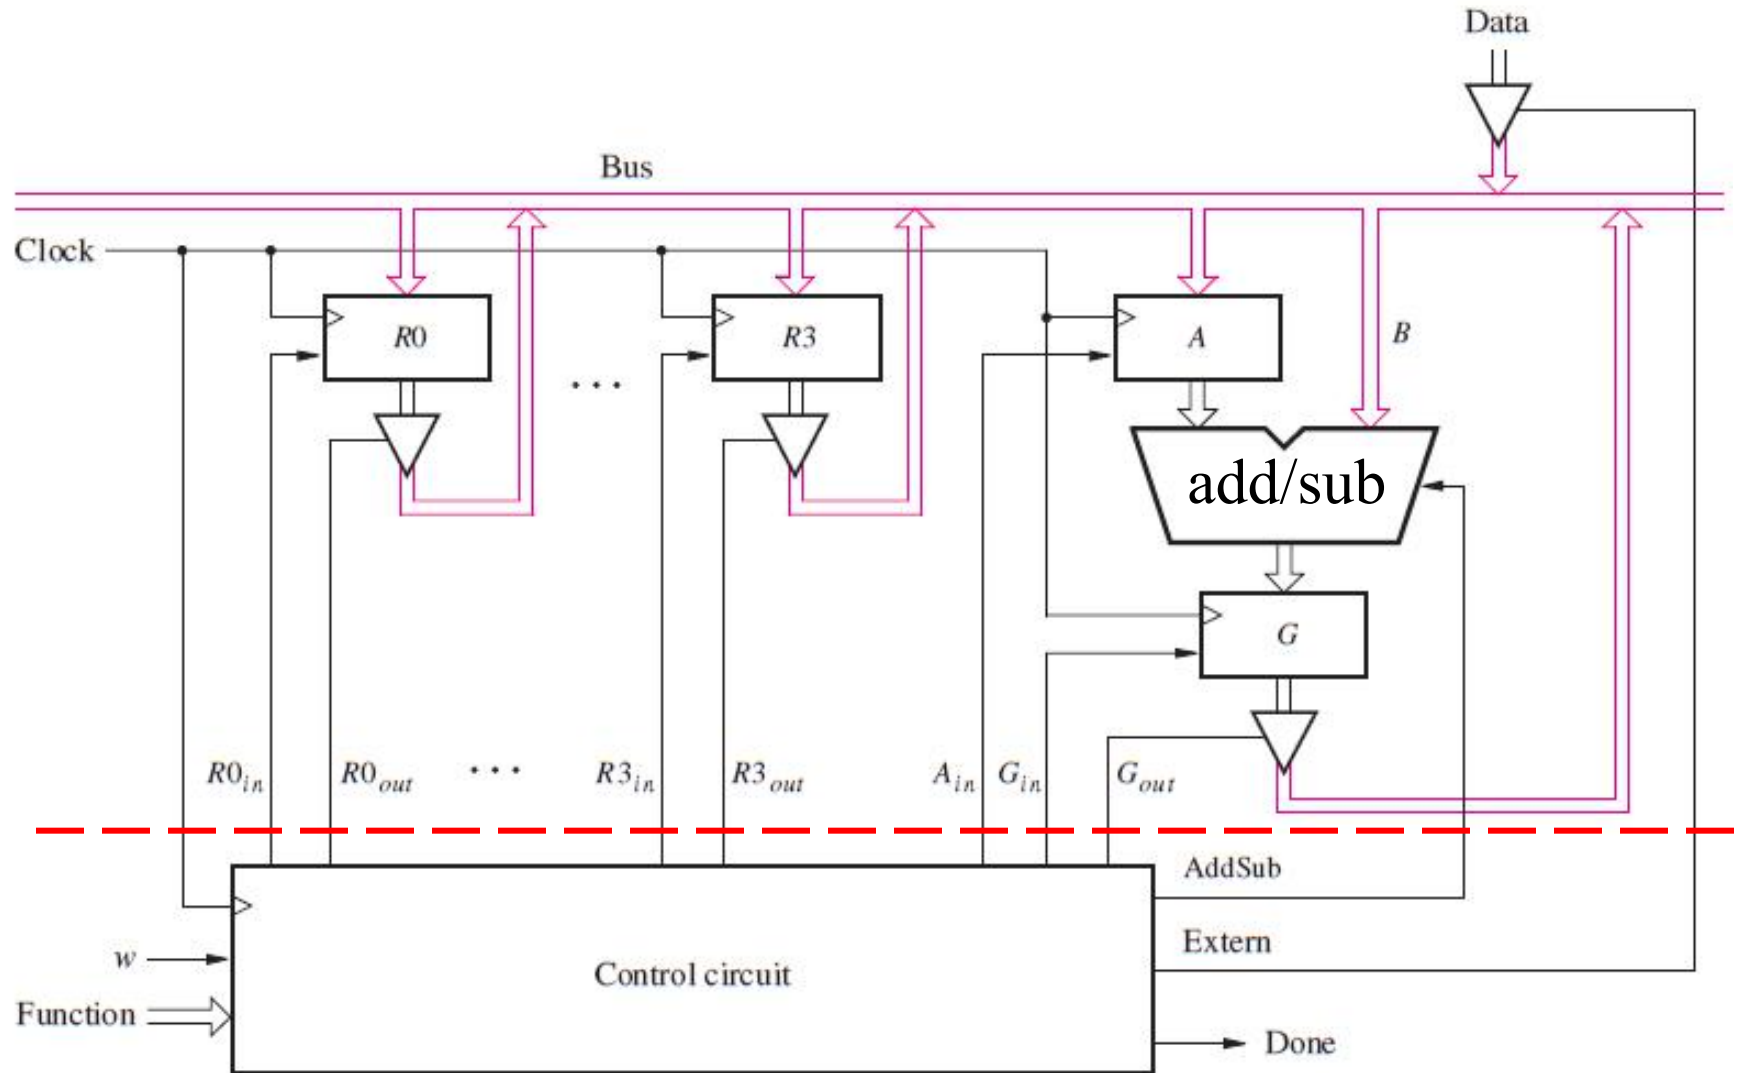 Data
Bus
Clock
R0
R3
A
B
add/sub
G
R0in
R0out
R3in
R3out
Ain
Gin
Gout
AddSub
Extern
w
Control circuit
Function
Done